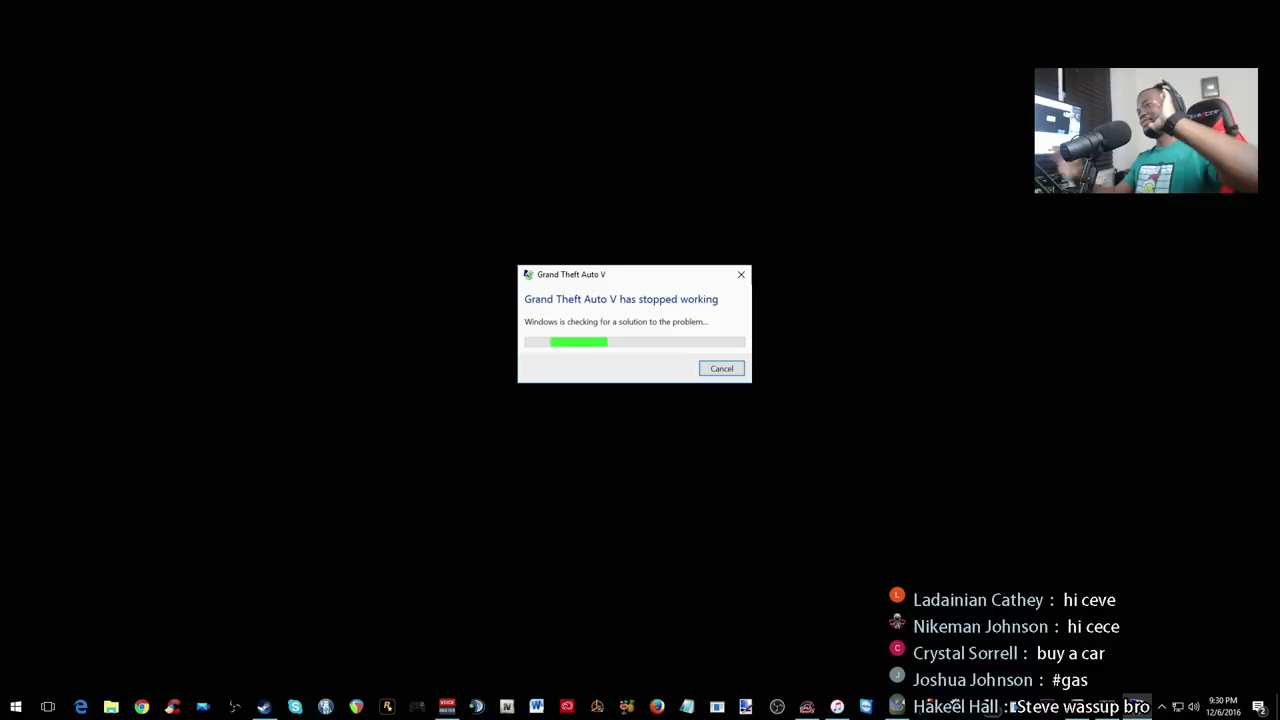 Grand Theft Auto V
Grand Theft Auto V has stopped working
Windows is checking for a solution to the problem...
Cancel
L Ladainian Cathey : hi ceve
Nikeman Johnson : hi cece
C Crystal Sorrell : buy a car
J Joshua Johnson : #gas
Hakeel Hall : Steve wassup bro
VOICE
9:30 PM
12/6/2016